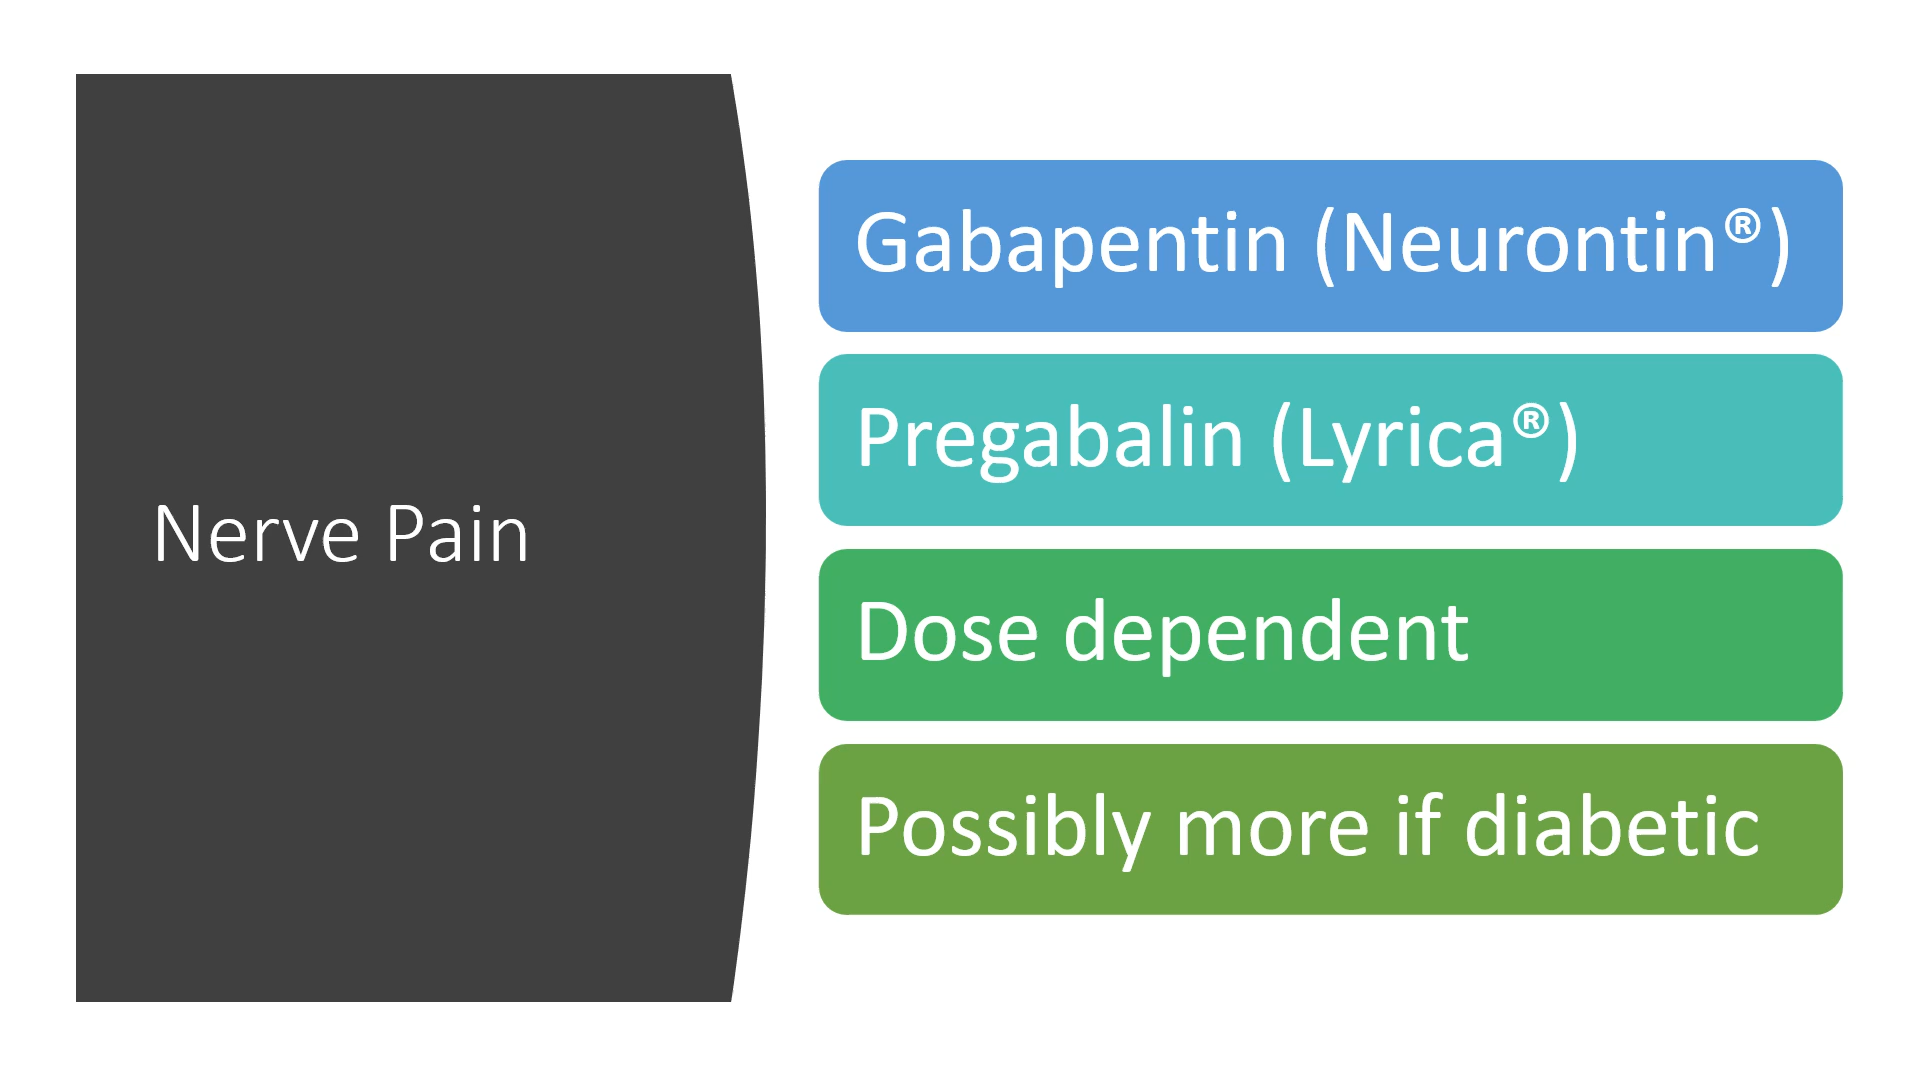 Nerve Pain
Gabapentin (Neurontin®)
Pregabalin (Lyrica®)
Dose dependent
Possibly more if diabetic